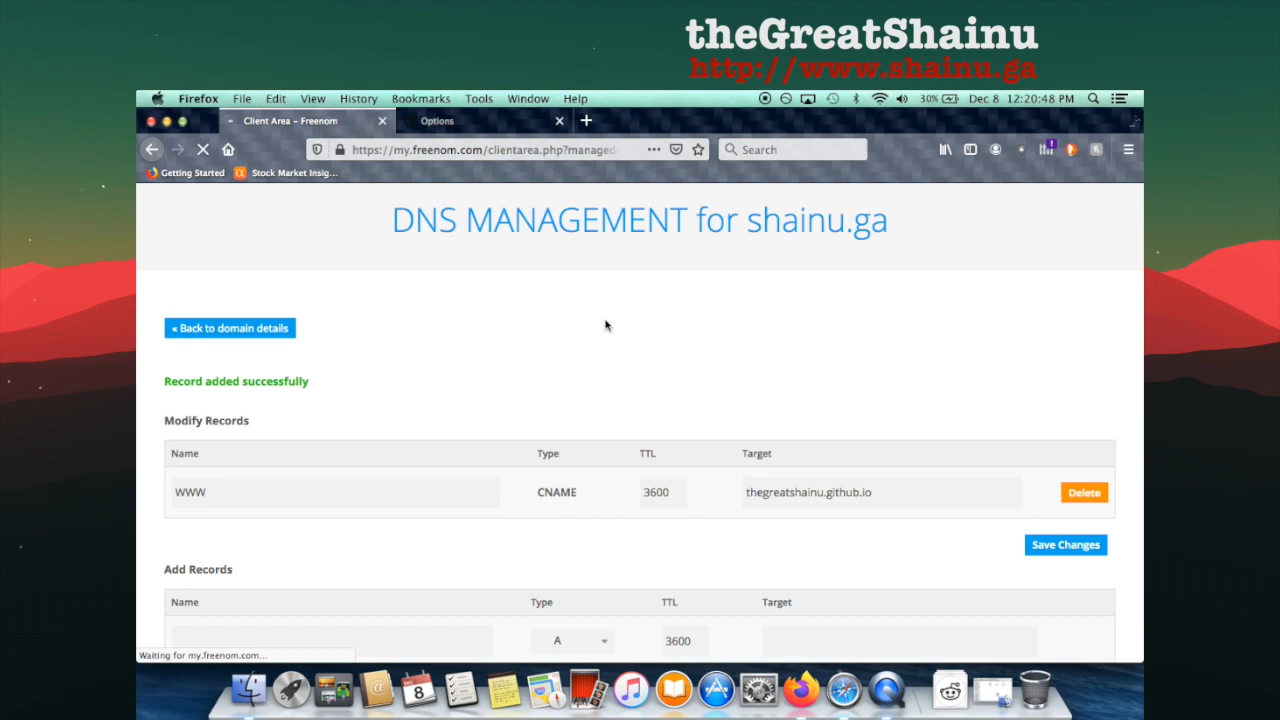 theGreatShainu
http://www.shainu.ga
Firefox File Edit View History Bookmarks Tools Window Help 30% Dec 8 12:20:48 PM
Client Area – Freenom Options
https://my.freenom.com/clientarea.php?managed Search
Getting Started Stock Market Insig...
DNS MANAGEMENT for shainu.ga
« Back to domain details
Record added successfully
Modify Records
Name Type TTL Target
WWW CNAME 3600 thegreatshainu.github.io Delete
Save Changes
Add Records
Name Type TTL Target
A 3600
Waiting for my.freenom.com...
8